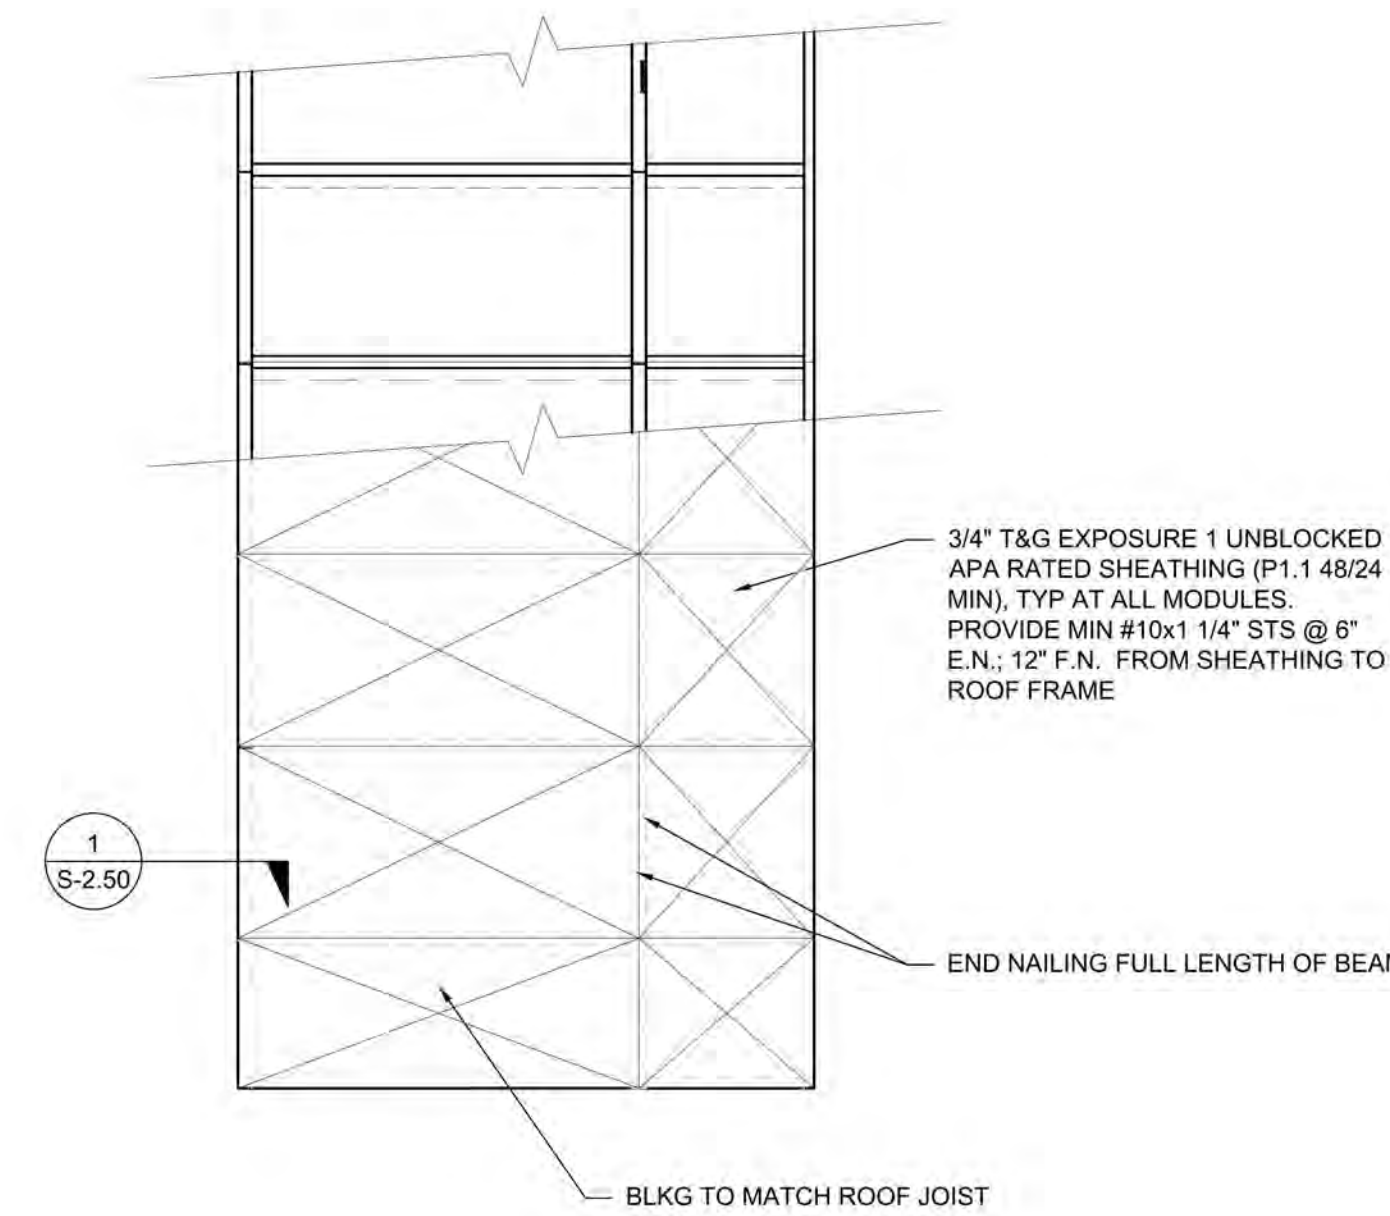 3/4" T&G EXPOSURE 1 UNBLOCKED
APA RATED SHEATHING (P1.1 48/24
MIN), TYP AT ALL MODULES.
PROVIDE MIN #10x1 1/4" STS @ 6"
E.N.; 12" F.N. FROM SHEATHING TO
ROOF FRAME
1
S-2.50
END NAILING FULL LENGTH OF
BLKG TO MATCH ROOF JOIST